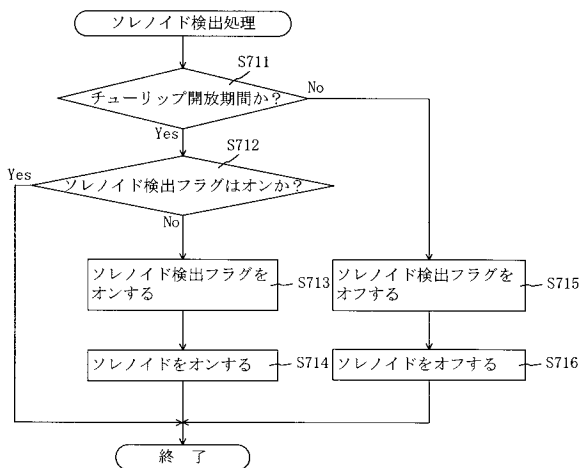 ソレノイド検出処理
S711
チューリップ開放期間か?
No
Yes
S712
Yes
ソレノイド検出フラグはオンか?
No
ソレノイド検出フラグを
オンする
S713
ソレノイド検出フラグを
オフする
S715
ソレノイドをオンする
S714
ソレノイドをオフする
S716
終 了